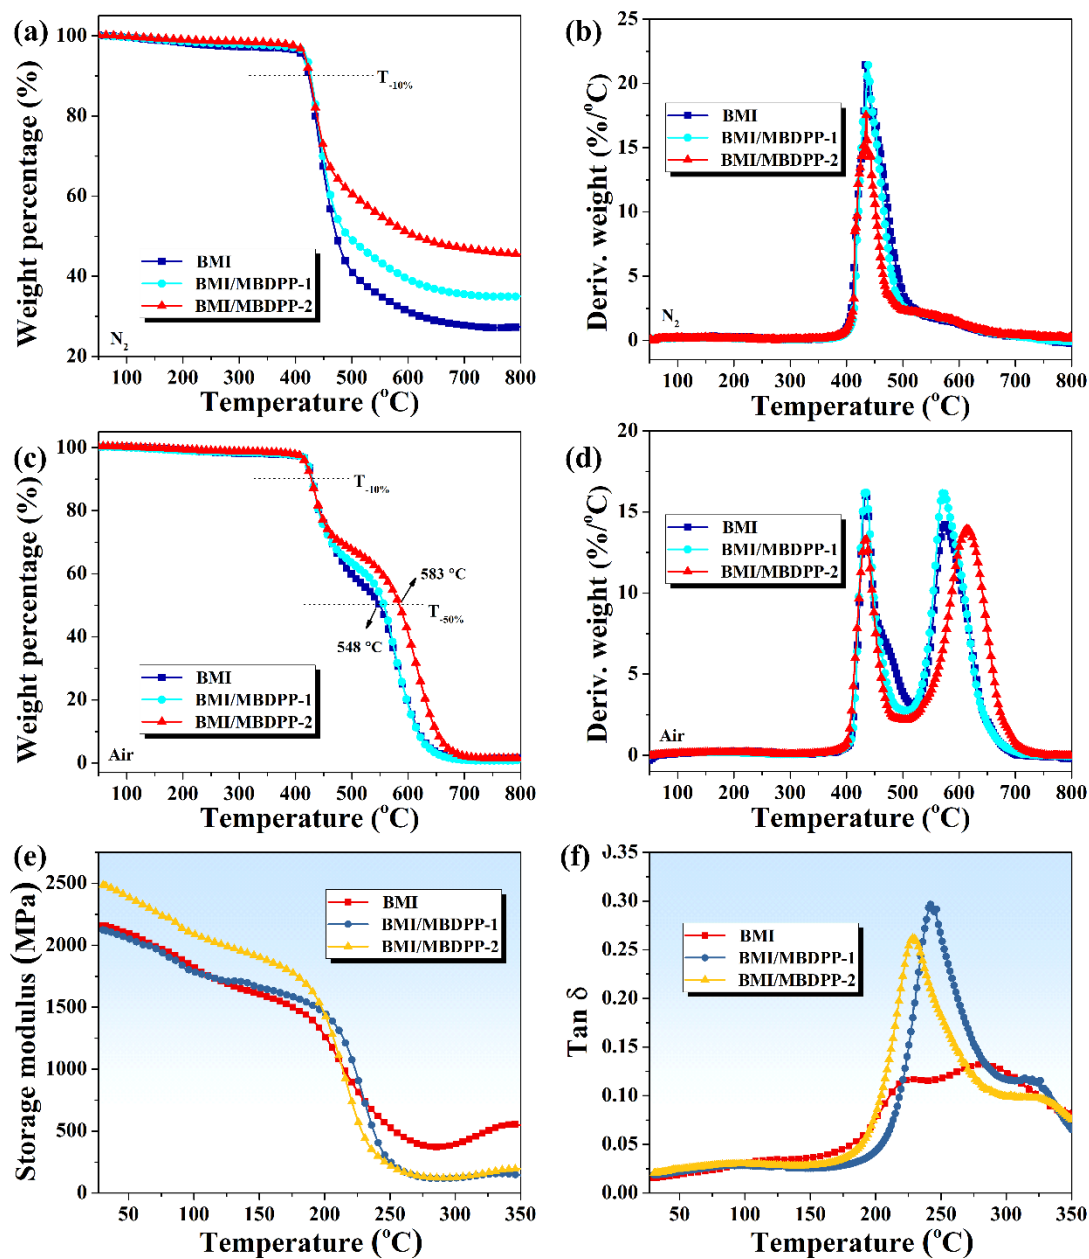 (a)
Weight percentage (%)
100
80
60
40
20
T-10%
BMI
BMI/MBDPP-1
BMI/MBDPP-2
N2
100 200 300 400 500 600 700 800
Temperature (°C)
(b)
Deriv. weight (%/°C)
25
20
15
10
5
0
BMI
BMI/MBDPP-1
BMI/MBDPP-2
N2
100 200 300 400 500 600 700 800
Temperature (°C)
(c)
Weight percentage (%)
100
80
60
40
20
0
T-10%
583 °C
T-50%
548 °C
BMI
BMI/MBDPP-1
BMI/MBDPP-2
Air
100 200 300 400 500 600 700 800
Temperature (°C)
(d)
Deriv. weight (%/°C)
20
15
10
5
0
BMI
BMI/MBDPP-1
BMI/MBDPP-2
Air
100 200 300 400 500 600 700 800
Temperature (°C)
(e)
Storage modulus (MPa)
2500
2000
1500
1000
500
0
BMI
BMI/MBDPP-1
BMI/MBDPP-2
50 100 150 200 250 300 350
Temperature (°C)
(f)
Tan δ
0.35
0.30
0.25
0.20
0.15
0.10
0.05
0.00
BMI
BMI/MBDPP-1
BMI/MBDPP-2
50 100 150 200 250 300 350
Temperature (°C)